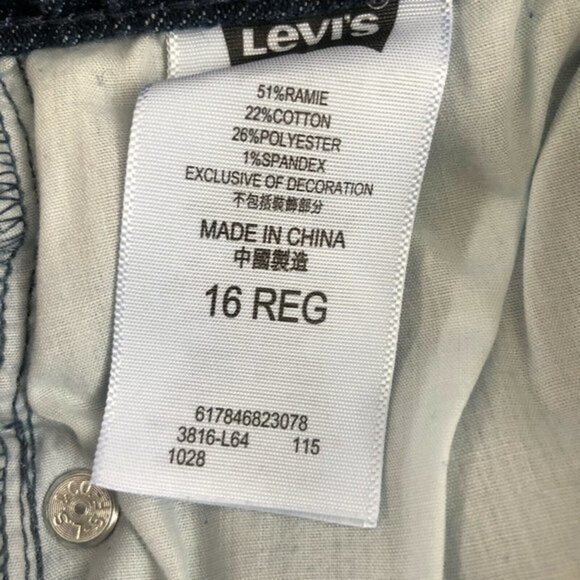 Levi's
51%RAMIE
22%COTTON
26%POLYESTER
1%SPANDEX
EXCLUSIVE OF DECORATION
不包括裝飾部分
MADE IN CHINA
中國製造
16 REG
617846823078
3816-L64 115
1028